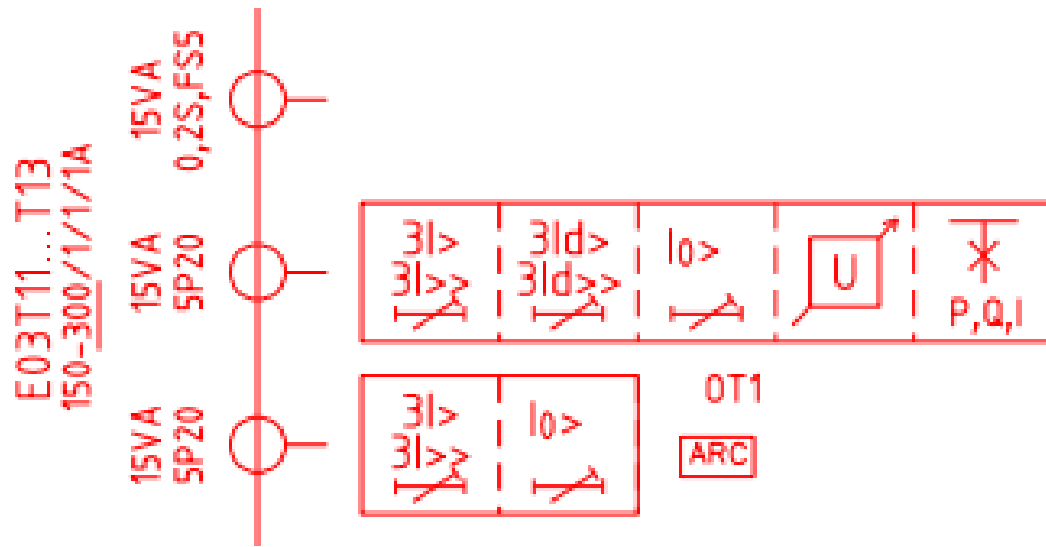 E03T11...T13
150-300/1/1/1A
15VA
0,2S,FS5
15VA
5P20
3I>
3I>>
3Id>
3Id>>
I0>
U
P,Q,I
15VA
5P20
3I>
3I>>
I0>
0T1
ARC